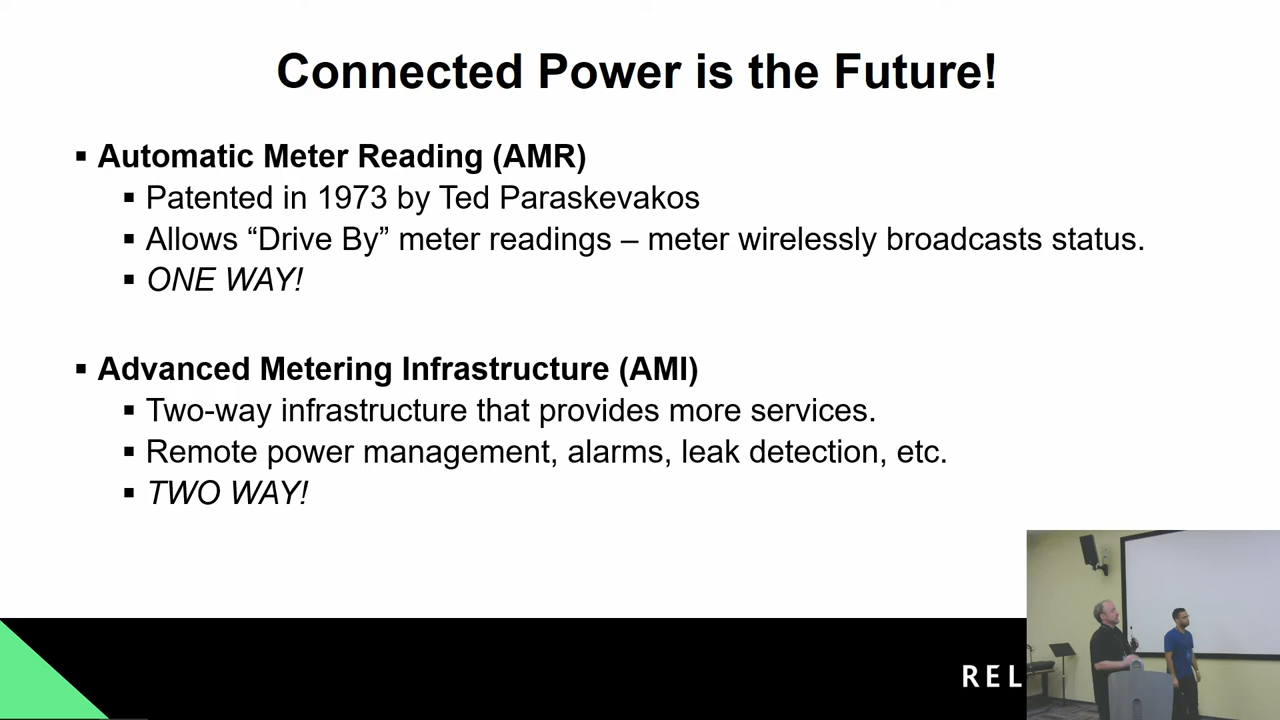 Connected Power is the Future!
▪ Automatic Meter Reading (AMR)
▪ Patented in 1973 by Ted Paraskevakos
▪ Allows “Drive By” meter readings – meter wirelessly broadcasts status.
▪ ONE WAY!
▪ Advanced Metering Infrastructure (AMI)
▪ Two-way infrastructure that provides more services.
▪ Remote power management, alarms, leak detection, etc.
▪ TWO WAY!
REL